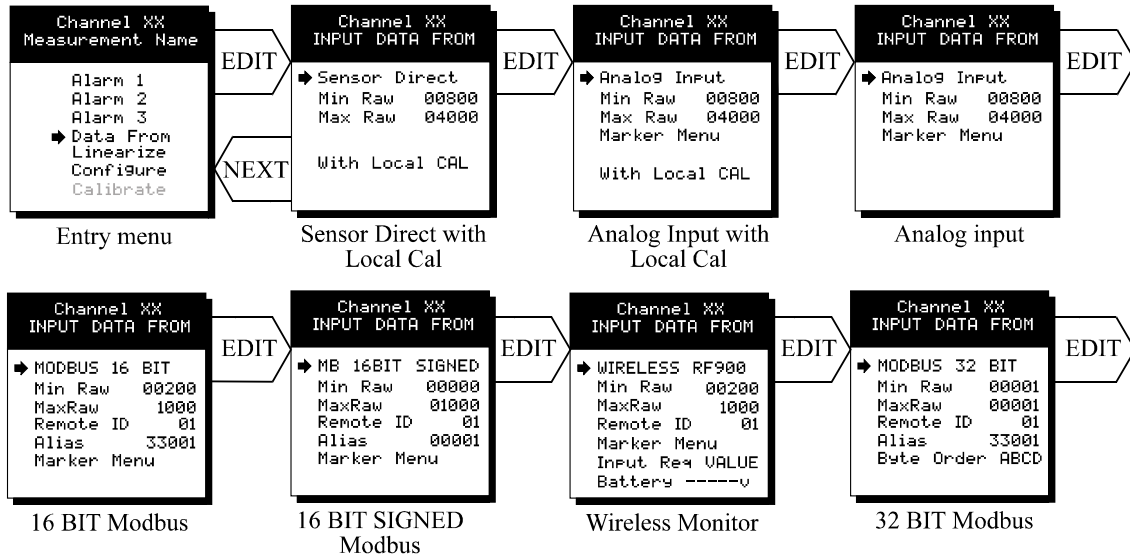 Channel XX
Measurement Name
Alarm 1
Alarm 2
Alarm 3
Data From
Linearize
Configure
Calibrate
Entry menu
EDIT
NEXT
Channel XX
INPUT DATA FROM
Sensor Direct
Min Raw 00800
Max Raw 04000
With Local CAL
Sensor Direct with
Local Cal
EDIT
Channel XX
INPUT DATA FROM
Analog Input
Min Raw 00800
Max Raw 04000
Marker Menu
With Local CAL
Analog Input with
Local Cal
EDIT
Channel XX
INPUT DATA FROM
Analog Input
Min Raw 00800
Max Raw 04000
Marker Menu
Analog input
EDIT
Channel XX
INPUT DATA FROM
MODBUS 16 BIT
Min Raw 00200
MaxRaw 1000
Remote ID 01
Alias 33001
Marker Menu
16 BIT Modbus
EDIT
Channel XX
INPUT DATA FROM
MB 16BIT SIGNED
Min Raw 00000
MaxRaw 01000
Remote ID 01
Alias 00001
Marker Menu
16 BIT SIGNED
Modbus
EDIT
Channel XX
INPUT DATA FROM
WIRELESS RF900
Min Raw 00200
MaxRaw 1000
Remote ID 01
Marker Menu
Input Req VALUE
Battery -----v
Wireless Monitor
EDIT
Channel XX
INPUT DATA FROM
MODBUS 32 BIT
Min Raw 00001
MaxRaw 00001
Remote ID 01
Alias 33001
Byte Order ABCD
32 BIT Modbus
EDIT